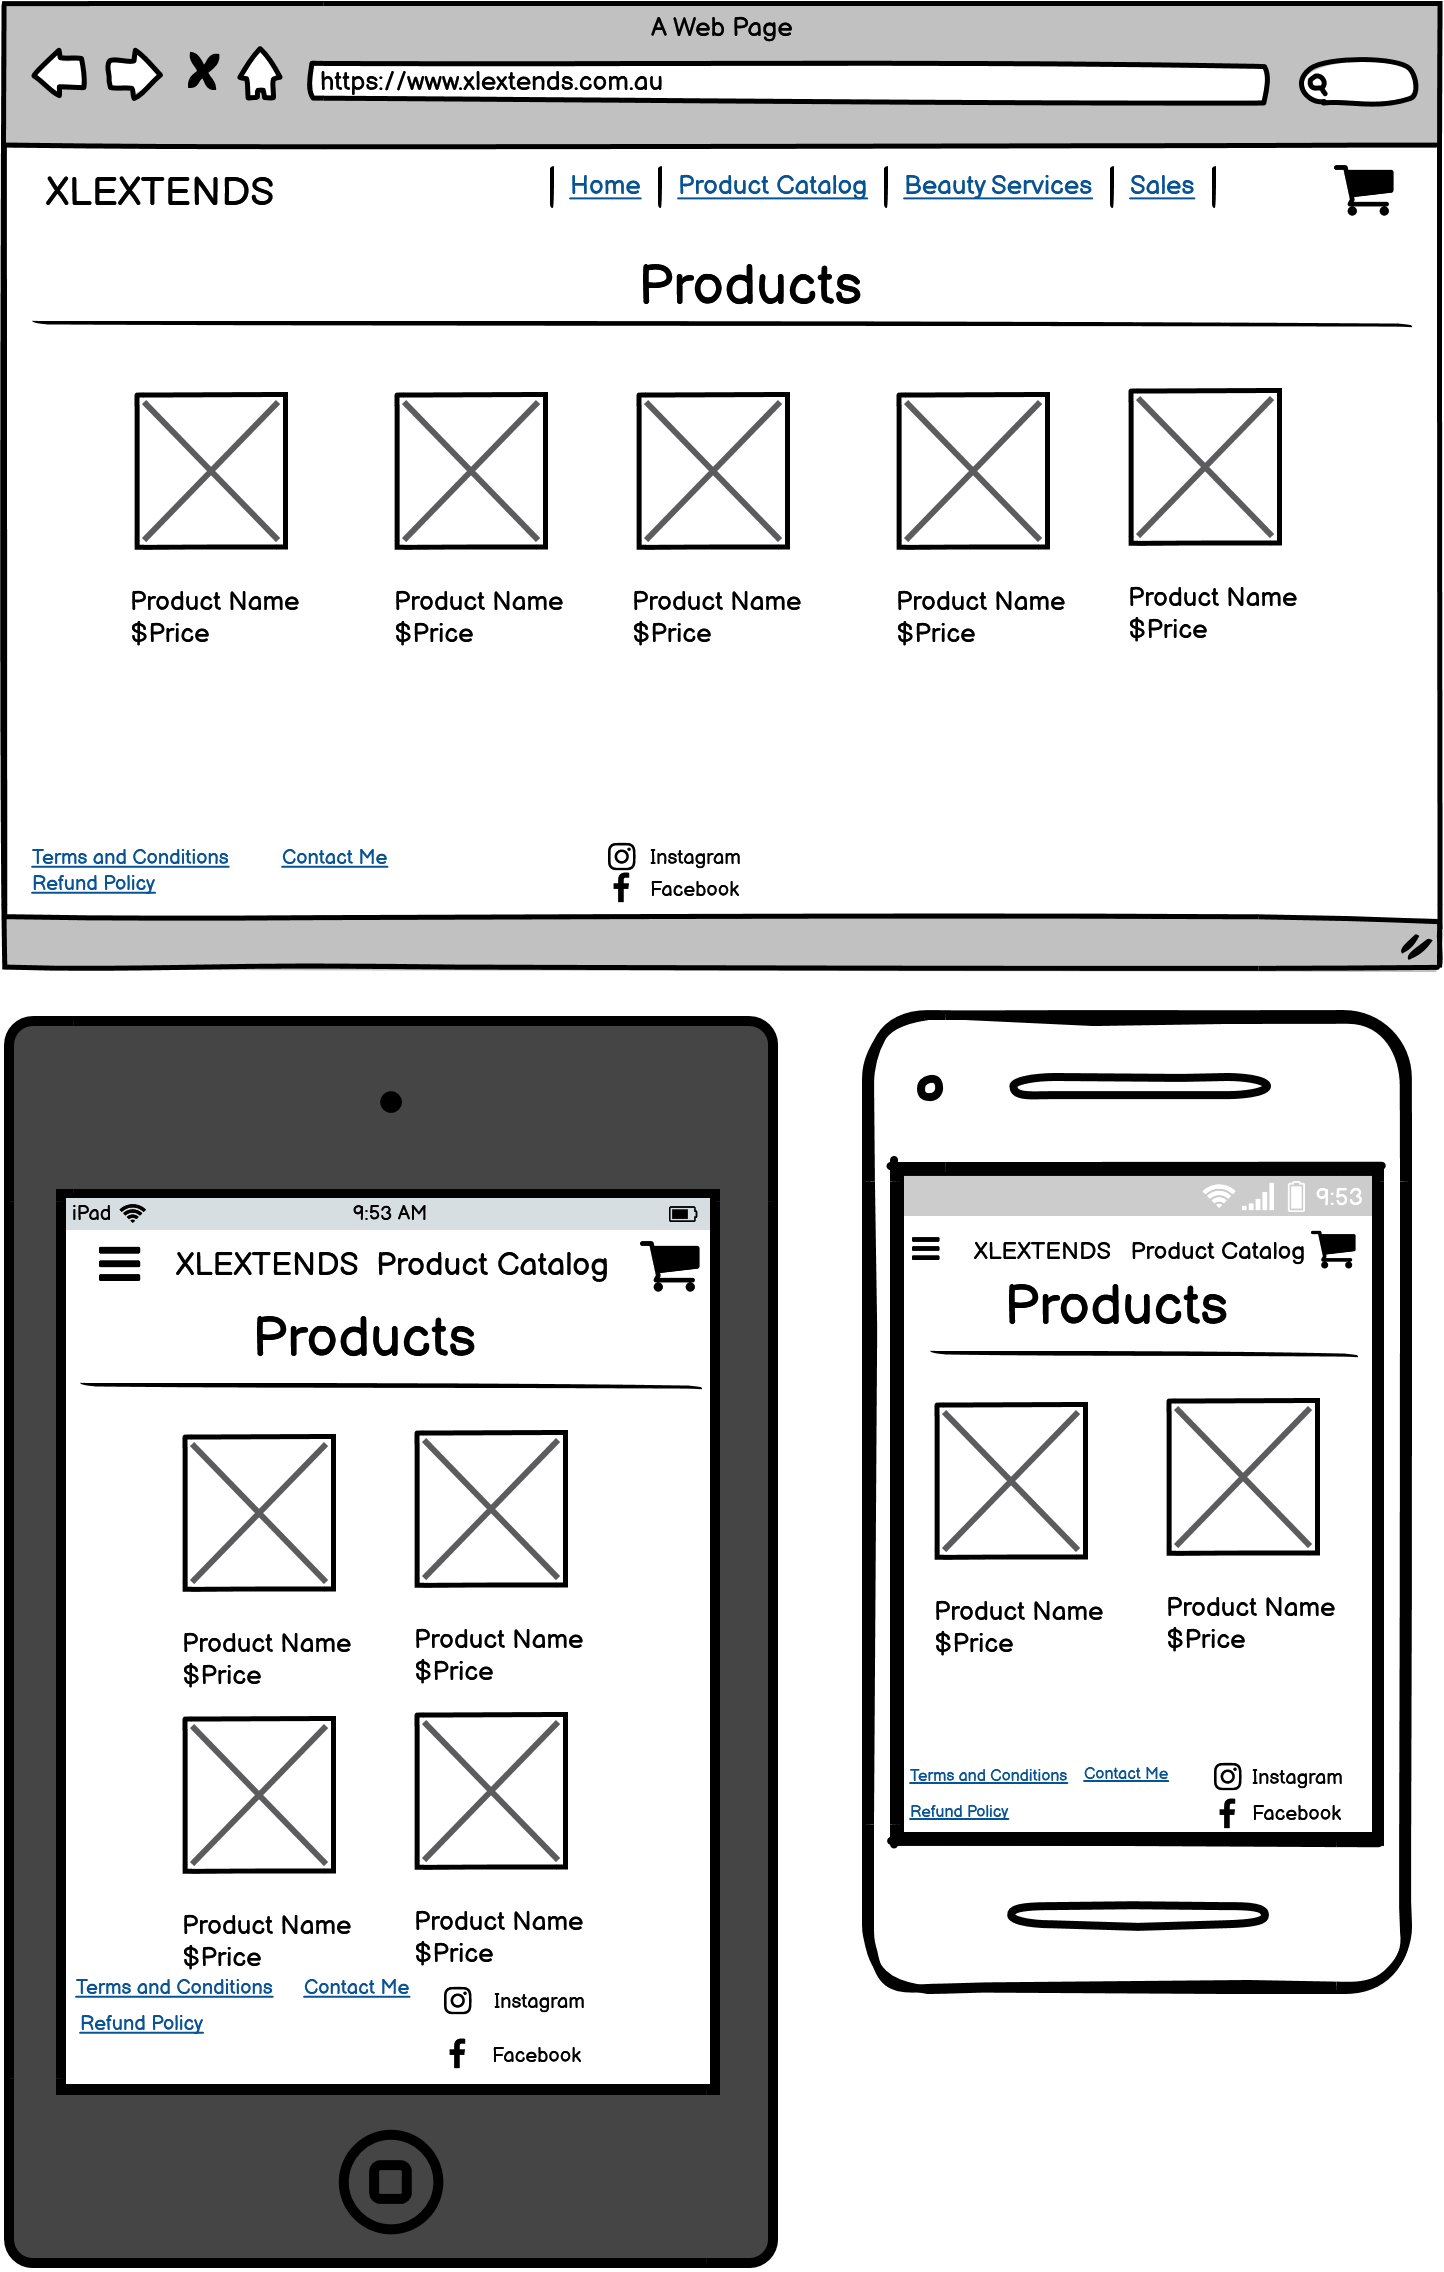 A Web Page
https://www.xlextends.com.au
XLEXTENDS
Home
Product Catalog
Beauty Services
Sales
Products
Product Name
$Price
Product Name
$Price
Product Name
$Price
Product Name
$Price
Product Name
$Price
Terms and Conditions
Contact Me
Refund Policy
Instagram
Facebook
iPad
9:53 AM
XLEXTENDS
Product Catalog
Products
Product Name
$Price
Product Name
$Price
Product Name
$Price
Product Name
$Price
Terms and Conditions
Contact Me
Refund Policy
Instagram
Facebook
9:53
XLEXTENDS
Product Catalog
Products
Product Name
$Price
Product Name
$Price
Terms and Conditions
Contact Me
Refund Policy
Instagram
Facebook